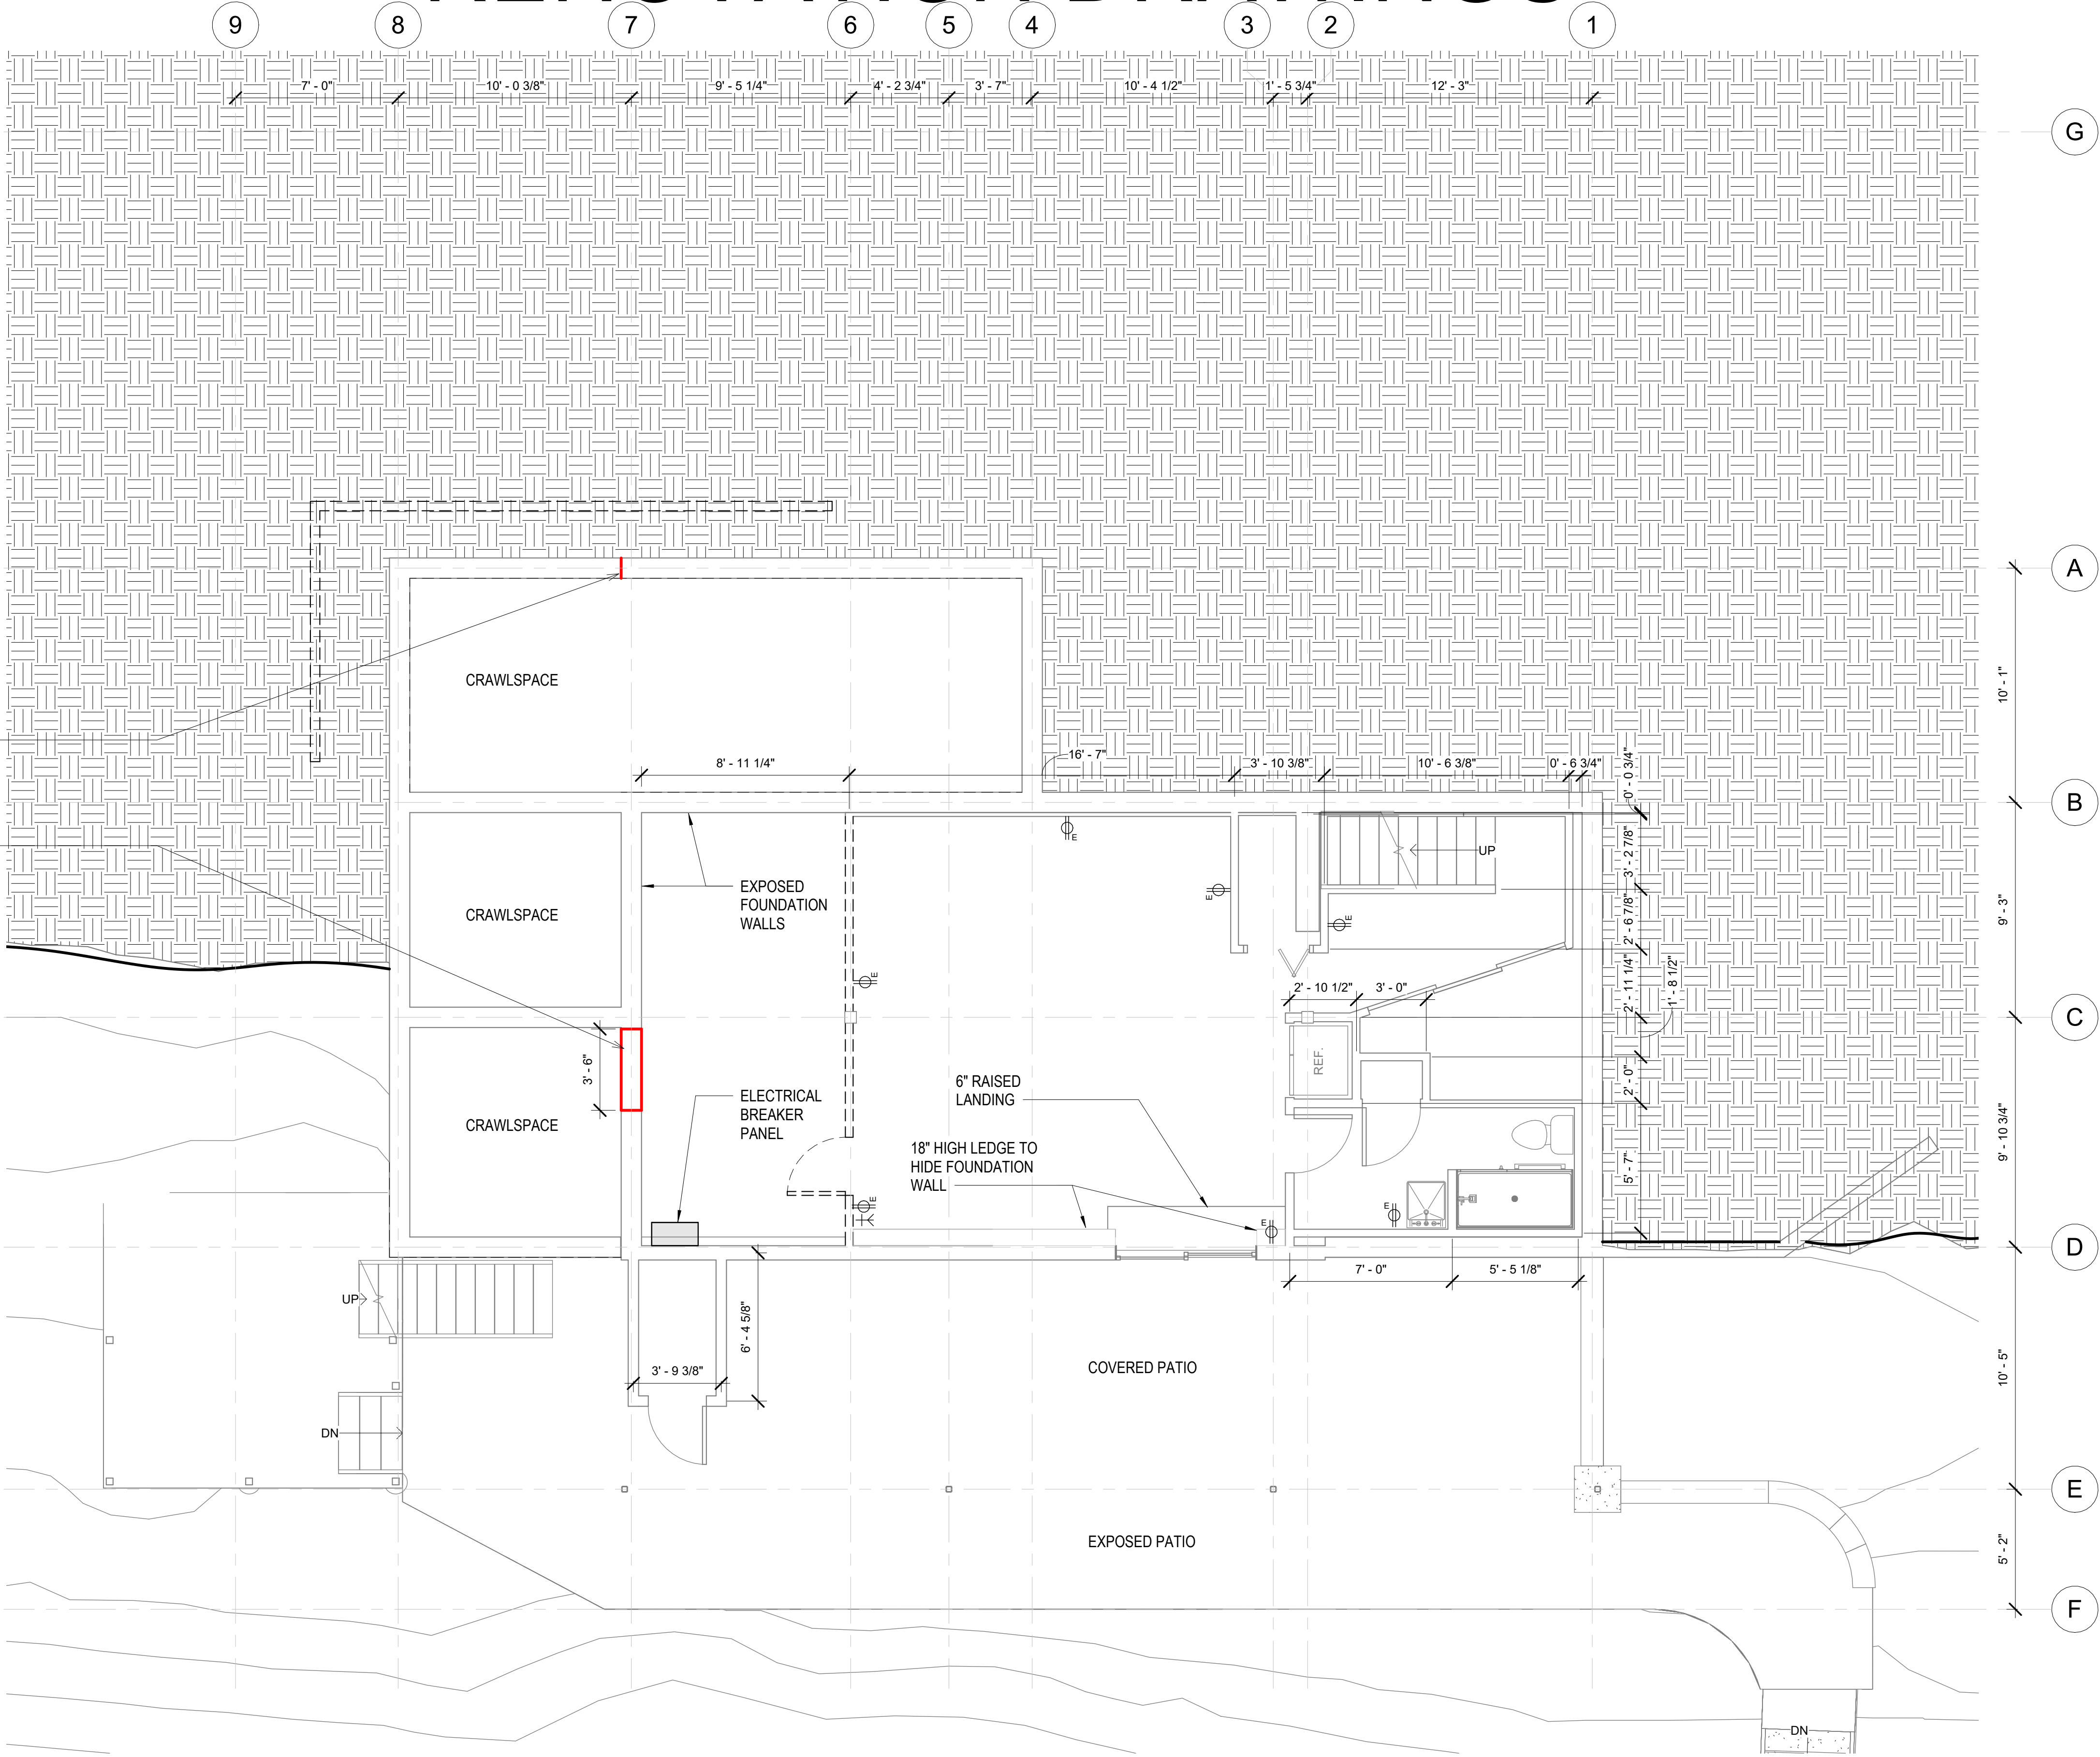 9 8 7 6 5 4 3 2 1
7' - 0" 10' - 0 3/8" 9' - 5 1/4" 4' - 2 3/4" 3' - 7" 10' - 4 1/2" 1' - 5 3/4" 12' - 3"
G
A
10' - 1"
CRAWLSPACE
8' - 11 1/4" 16' - 7" 3' - 10 3/8" 10' - 6 3/8" 0' - 6 3/4" 0' - 0 3/4"
B
E
UP
3' - 2 7/8"
EXPOSED
FOUNDATION
WALLS
CRAWLSPACE
E
E
2' - 6 7/8"
9' - 3"
E
2' - 10 1/2" 3' - 0"
2' - 11 1/4"
1' - 8 1/2"
C
3' - 6"
REF.
2' - 0"
6" RAISED
LANDING
ELECTRICAL
BREAKER
PANEL
CRAWLSPACE
18" HIGH LEDGE TO
HIDE FOUNDATION
WALL
5' - 7"
9' - 10 3/4"
E
E
E
D
7' - 0" 5' - 5 1/8"
UP
6' - 4 5/8"
3' - 9 3/8"
COVERED PATIO
10' - 5"
DN
E
EXPOSED PATIO
5' - 2"
F
DN